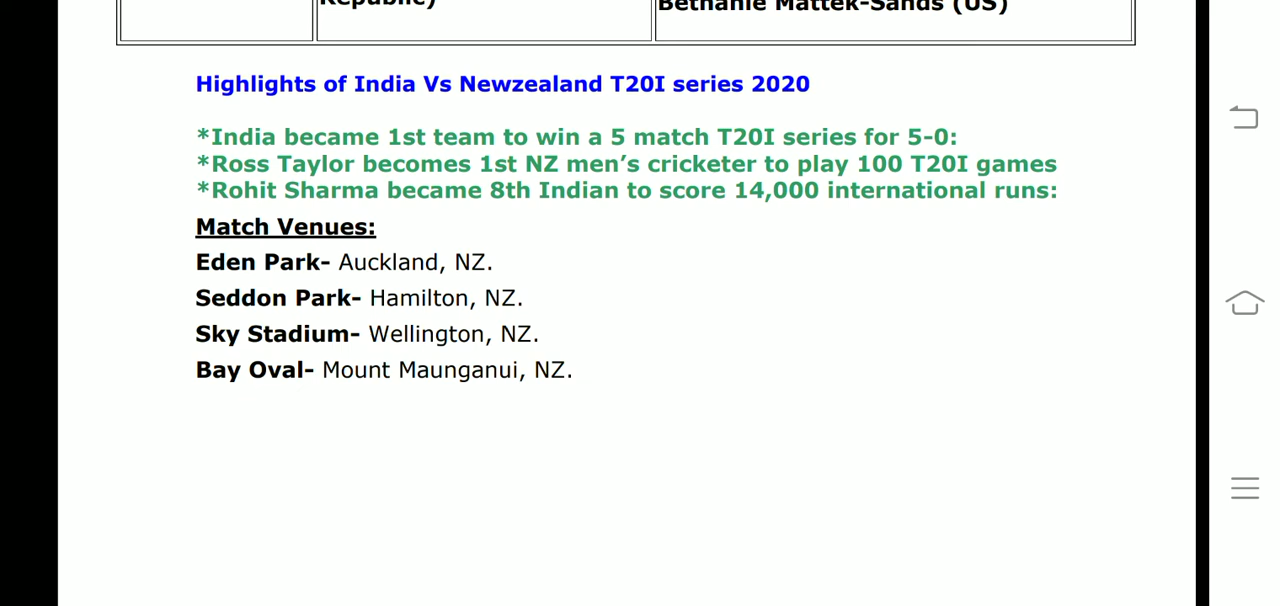 Republic)
Bethanie Mattek-Sands (US)
Highlights of India Vs Newzealand T20I series 2020
*India became 1st team to win a 5 match T20I series for 5-0:
*Ross Taylor becomes 1st NZ men’s cricketer to play 100 T20I games
*Rohit Sharma became 8th Indian to score 14,000 international runs:
Match Venues:
Eden Park- Auckland, NZ.
Seddon Park- Hamilton, NZ.
Sky Stadium- Wellington, NZ.
Bay Oval- Mount Maunganui, NZ.